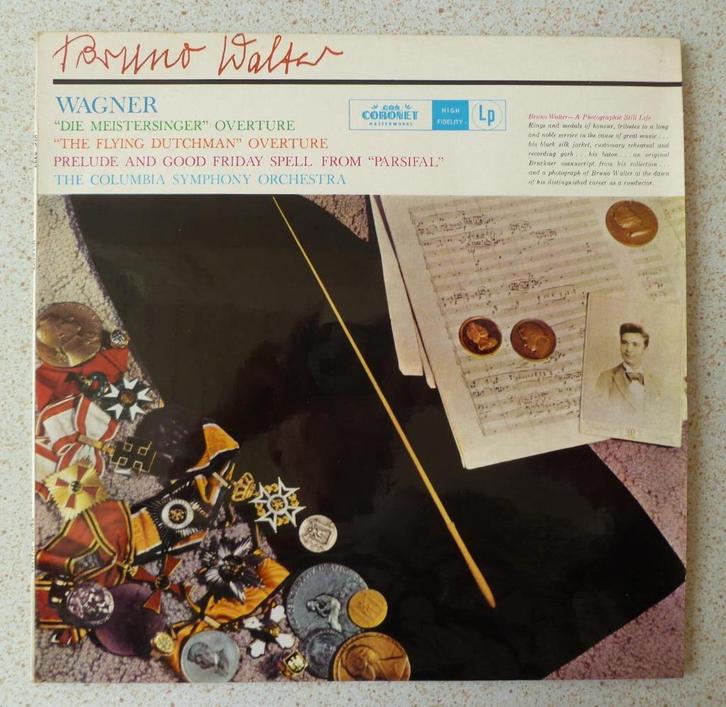 Bruno Walter
WAGNER
"DIE MEISTERSINGER" OVERTURE
"THE FLYING DUTCHMAN" OVERTURE
PRELUDE AND GOOD FRIDAY SPELL FROM "PARSIFAL"
THE COLUMBIA SYMPHONY ORCHESTRA
CBS
CORONET
MASTERWORKS
HIGH
FIDELITY
Lp
Bruno Walter—A Photographic Still Life
Rings and medals of honour, tributes to a long
and noble service in the cause of great music . . .
his black silk jacket, customary rehearsal and
recording garb . . . his baton . . . an original
Bruckner manuscript from his collection . . .
and a photograph of Bruno Walter at the dawn
of his distinguished career as a conductor.